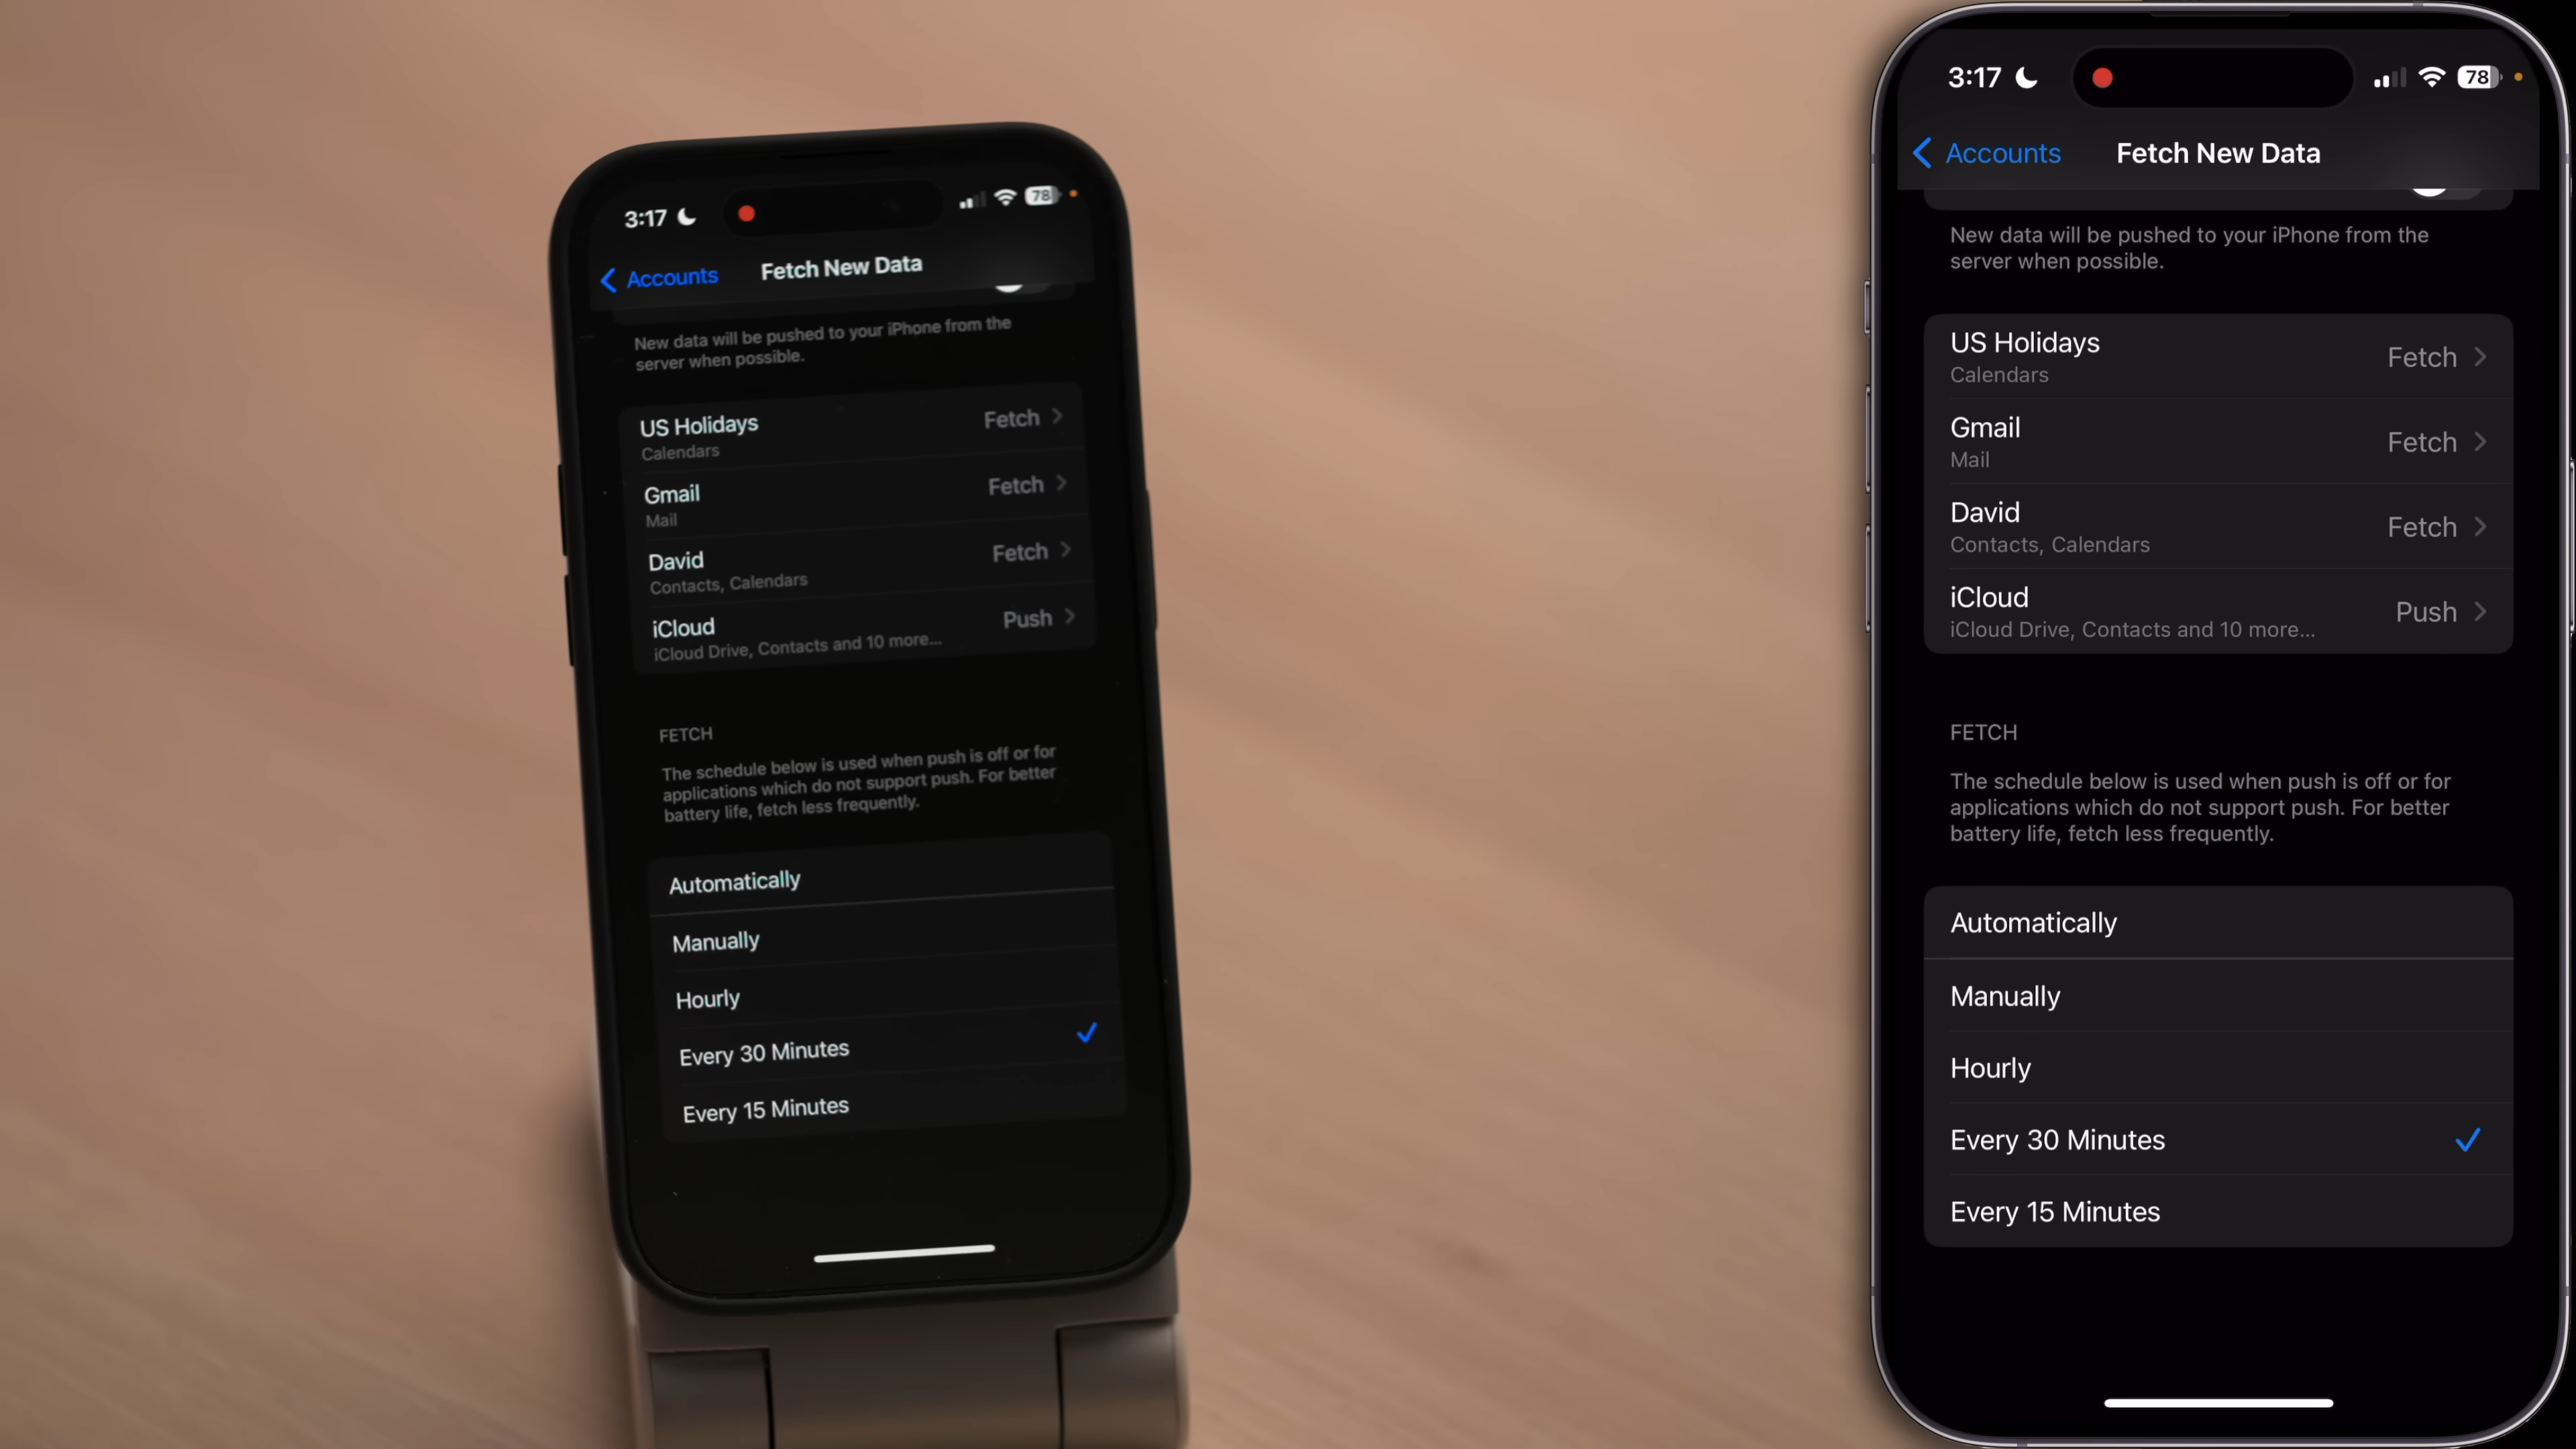 3:17
78
Accounts
Fetch New Data
New data will be pushed to your iPhone from the
server when possible.
US Holidays
Calendars
Fetch
Gmail
Mail
Fetch
David
Contacts, Calendars
Fetch
iCloud
iCloud Drive, Contacts and 10 more...
Push
FETCH
The schedule below is used when push is off or for
applications which do not support push. For better
battery life, fetch less frequently.
Automatically
Manually
Hourly
Every 30 Minutes
Every 15 Minutes
3:17
78
Accounts
Fetch New Data
New data will be pushed to your iPhone from the
server when possible.
US Holidays
Calendars
Fetch
Gmail
Mail
Fetch
David
Contacts, Calendars
Fetch
iCloud
iCloud Drive, Contacts and 10 more...
Push
FETCH
The schedule below is used when push is off or for
applications which do not support push. For better
battery life, fetch less frequently.
Automatically
Manually
Hourly
Every 30 Minutes
Every 15 Minutes